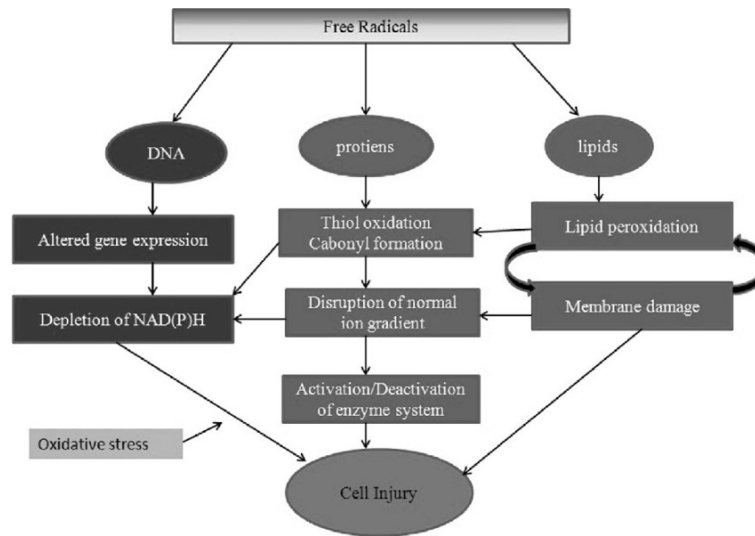 Free Radicals
DNA
protiens
lipids
Altered gene expression
Thiol oxidation
Cabonyl formation
Lipid peroxidation
Depletion of NAD(P)H
Disruption of normal
ion gradient
Membrane damage
Activation/Deactivation
of enzyme system
Oxidative stress
Cell Injury